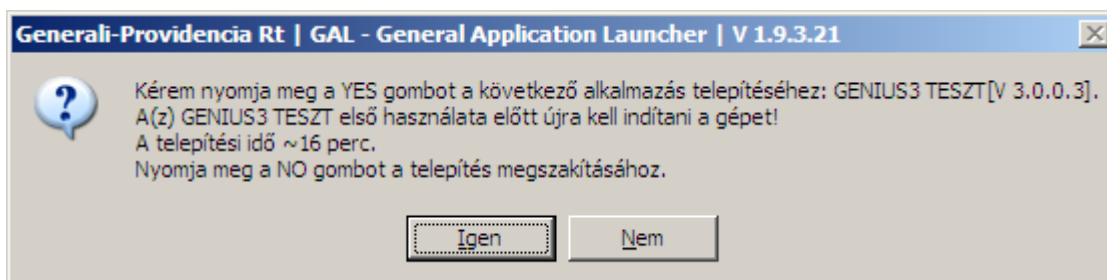 Generali-Providencia Rt | GAL - General Application Launcher | V 1.9.3.21
Kérem nyomja meg a YES gombot a következő alkalmazás telepítéséhez: GENIUS3 TESZT[V 3.0.0.3].
A(z) GENIUS3 TESZT első használata előtt újra kell indítani a gépet!
A telepítési idő ~16 perc.
Nyomja meg a NO gombot a telepítés megszakításához.
Igen Nem